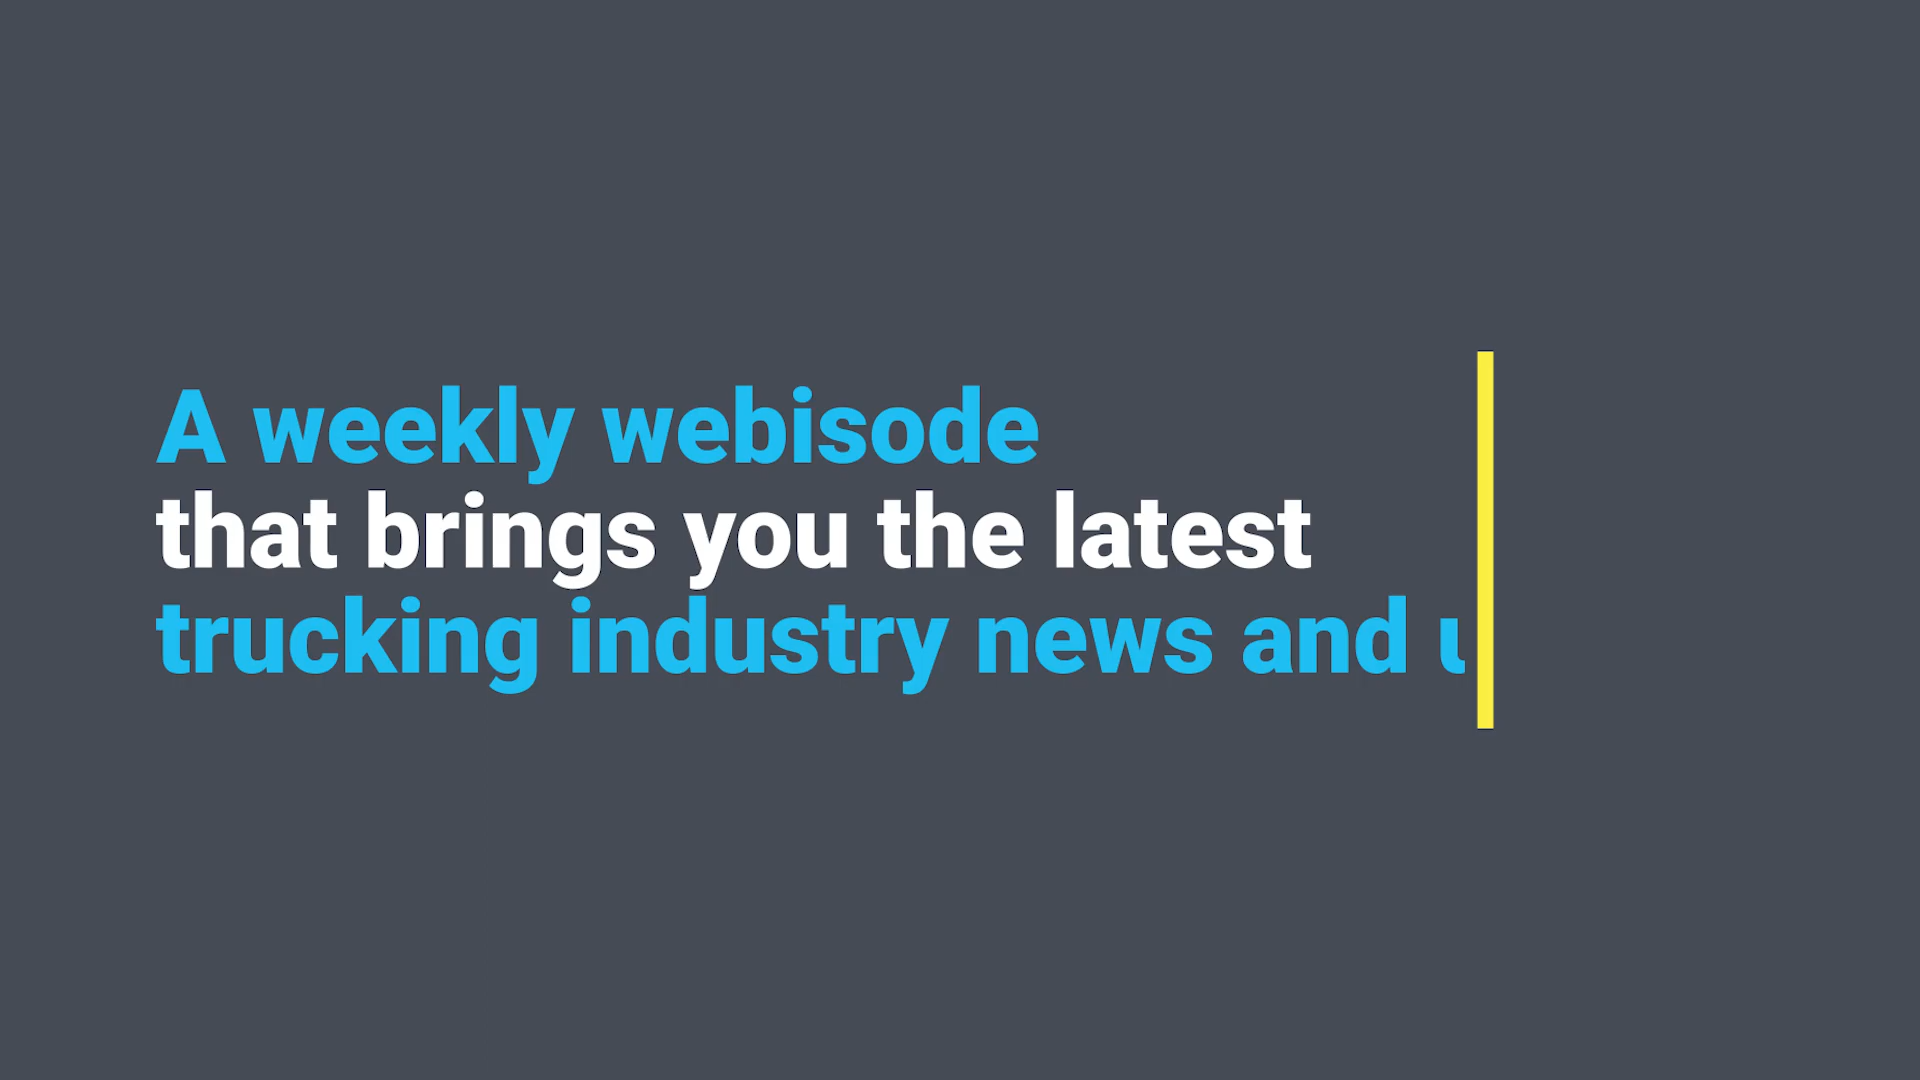 A weekly webisode
that brings you the latest
trucking industry news and